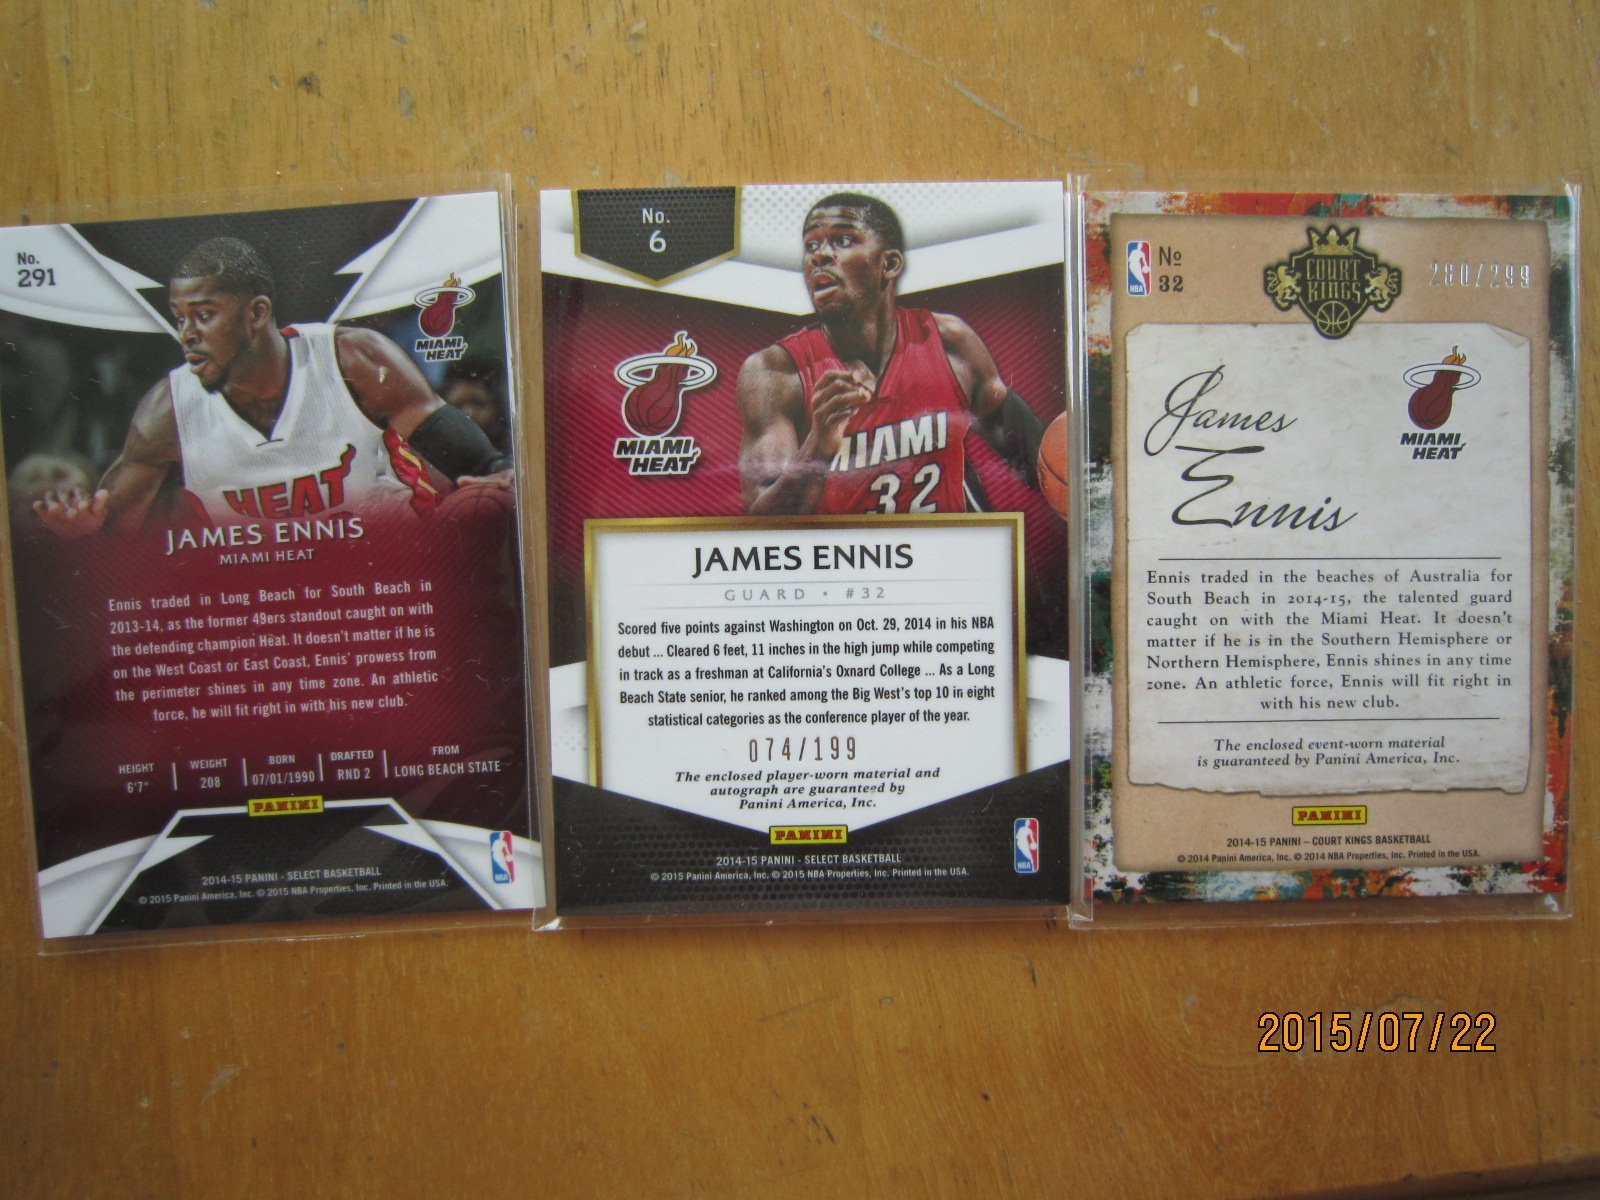 No.
291
MIAMI
HEAT
HEAT
JAMES ENNIS
MIAMI HEAT
Ennis traded in Long Beach for South Beach in
2013-14, as the former 49ers standout caught on with
the defending champion Heat. It doesn't matter if he is
on the West Coast or East Coast, Ennis' prowess from
the perimeter shines in any time zone. An athletic
force, he will fit right in with his new club.
HEIGHT WEIGHT BORN DRAFTED FROM
6'7" 208 07/01/1990 RND 2 LONG BEACH STATE
PANINI
NBA
2014-15 PANINI - SELECT BASKETBALL
© 2015 Panini America, Inc. © 2015 NBA Properties, Inc. Printed in the USA.
No.
6
MIAMI
HEAT
MIAMI
32
JAMES ENNIS
GUARD • #32
Scored five points against Washington on Oct. 29, 2014 in his NBA
debut ... Cleared 6 feet, 11 inches in the high jump while competing
in track as a freshman at California's Oxnard College ... As a Long
Beach State senior, he ranked among the Big West's top 10 in eight
statistical categories as the conference player of the year.
074/199
The enclosed player-worn material and
autograph are guaranteed by
Panini America, Inc.
PANINI
NBA
2014-15 PANINI - SELECT BASKETBALL
© 2015 Panini America, Inc. © 2015 NBA Properties, Inc. Printed in the USA.
NBA
№
32
COURT
KINGS
280/299
James
Ennis
MIAMI
HEAT
Ennis traded in the beaches of Australia for
South Beach in 2014-15, the talented guard
caught on with the Miami Heat. It doesn't
matter if he is in the Southern Hemisphere or
Northern Hemisphere, Ennis shines in any time
zone. An athletic force, Ennis will fit right in
with his new club.
The enclosed event-worn material
is guaranteed by Panini America, Inc.
PANINI
2014-15 PANINI – COURT KINGS BASKETBALL
© 2014 Panini America, Inc. © 2014 NBA Properties, Inc. Printed in the USA.
2015/07/22